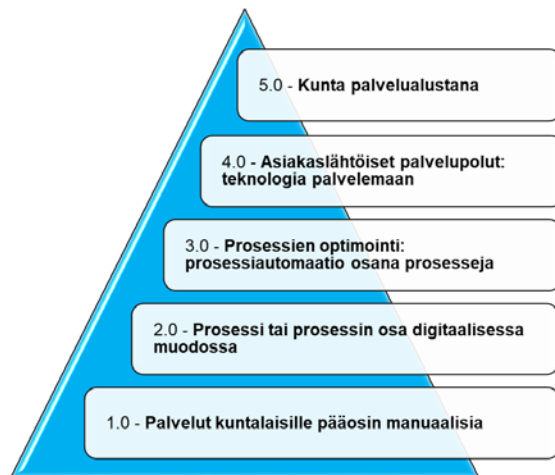 5.0 - Kunta palvelualustana
4.0 - Asiakaslähtöiset palvelupolut:
teknologia palvelemaan
3.0 - Prosessien optimointi:
prosessiautomaatio osana prosesseja
2.0 - Prosessi tai prosessin osa digitaalisessa
muodossa
1.0 - Palvelut kuntalaisille pääosin manuaalisia